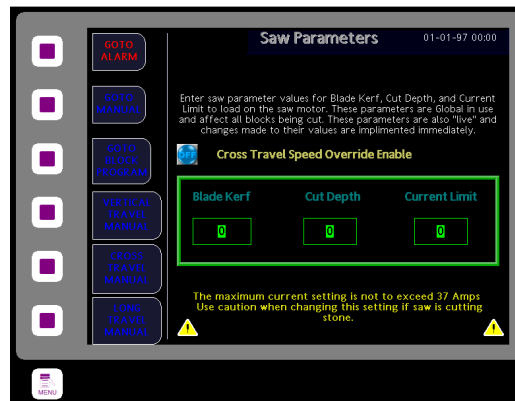 GOTO
ALARM
Saw Parameters
01-01-97 00:00
GOTO
MANUAL
Enter saw parameter values for Blade Kerf, Cut Depth, and Current
Limit to load on the saw motor. These parameters are Global in use
and affect all blocks being cut. These parameters are also "live" and
changes made to their values are implimented immediately.
GOTO
BLOCK
PROGRAM
OFF
Cross Travel Speed Override Enable
VERTICAL
TRAVEL
MANUAL
Blade Kerf
Cut Depth
Current Limit
0
0
0
CROSS
TRAVEL
MANUAL
LONG
TRAVEL
MANUAL
The maximum current setting is not to exceed 37 Amps
Use caution when changing this setting if saw is cutting
stone.
MENU